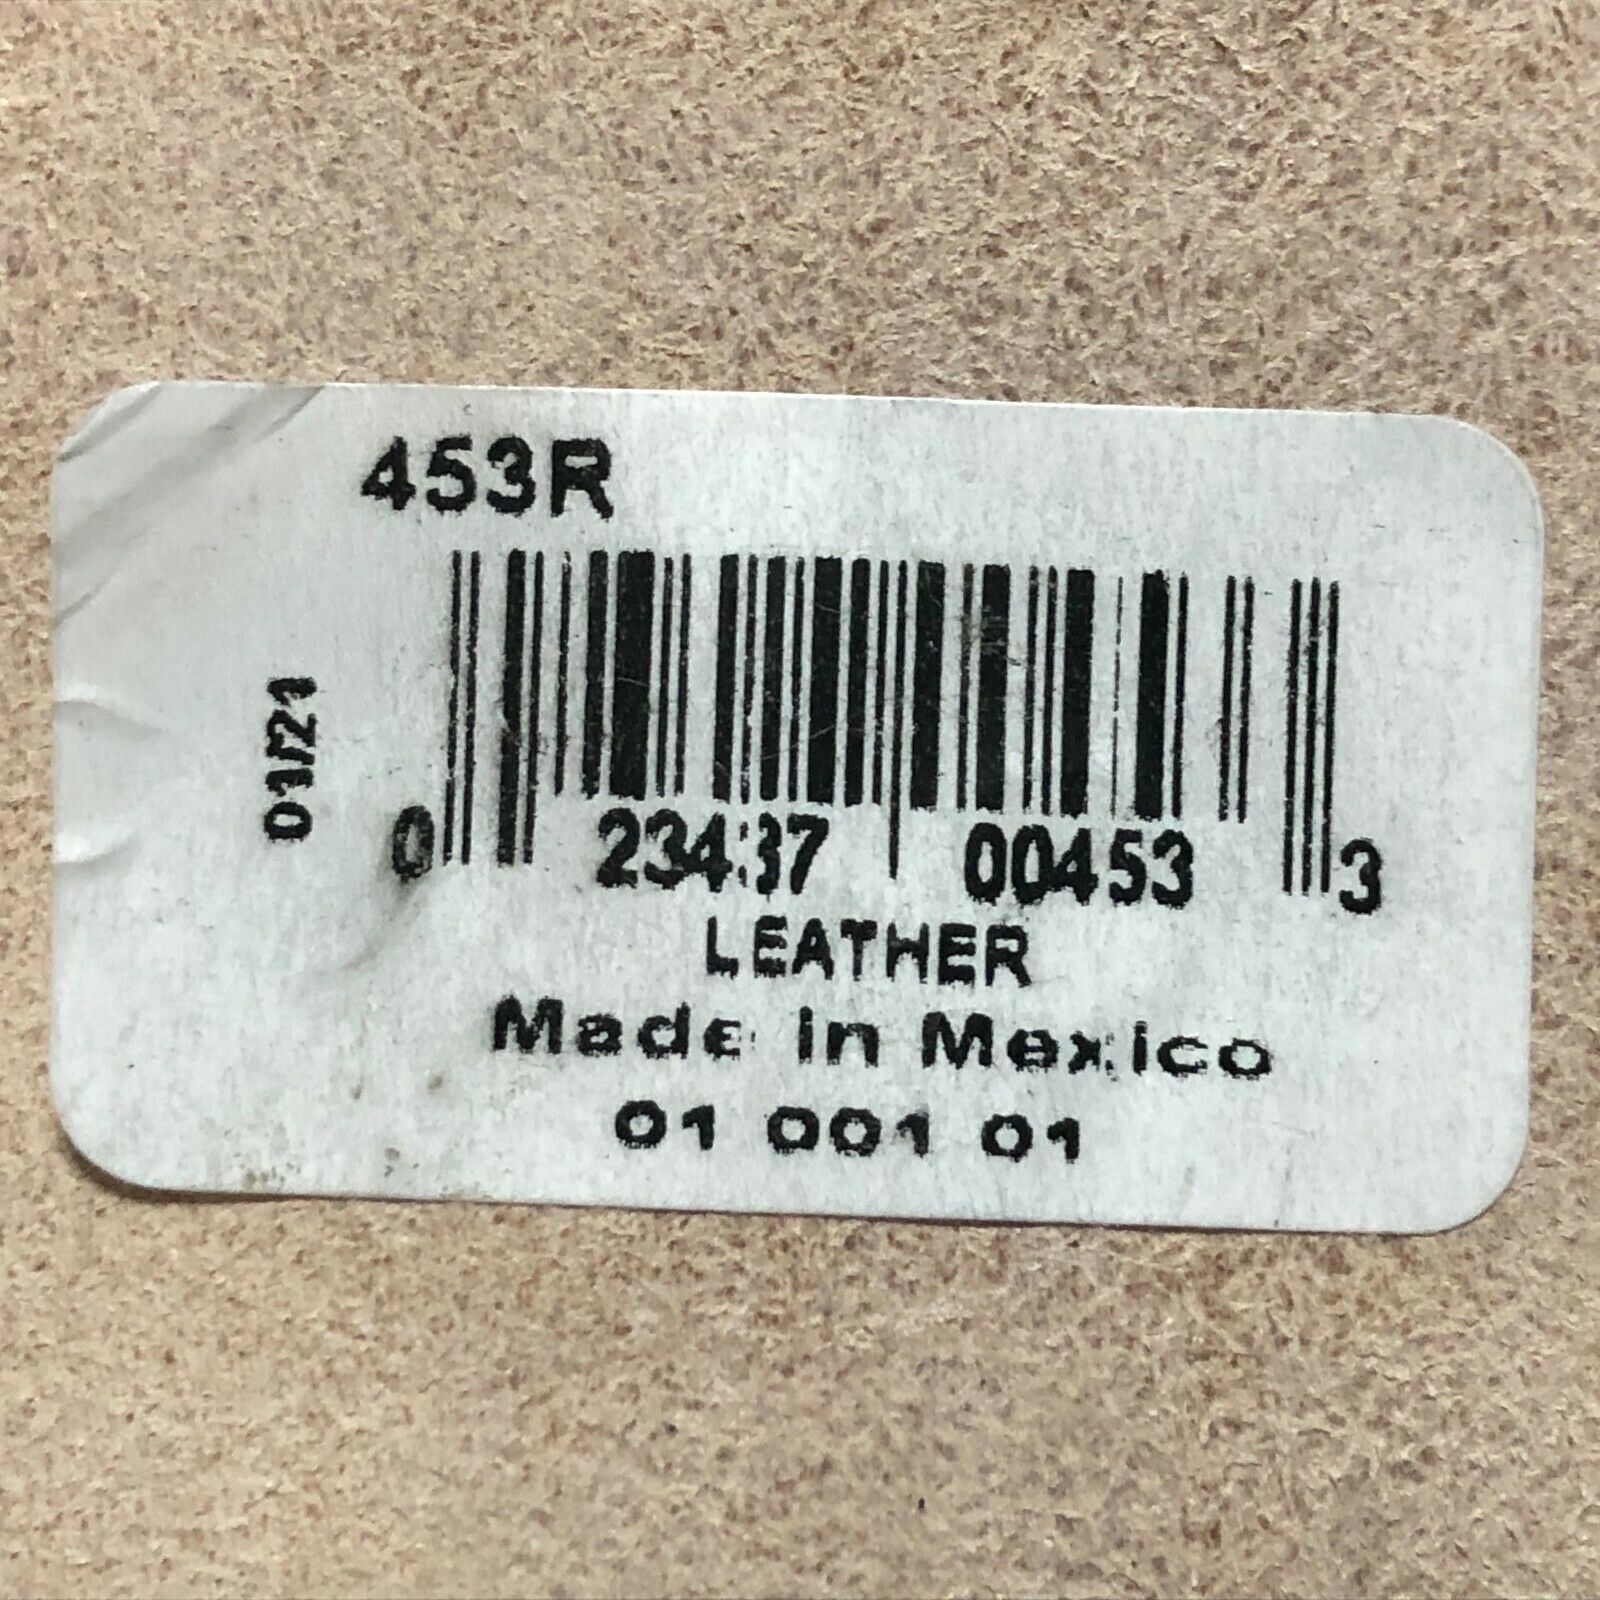 453R
01/21
0 23437 00453 3
LEATHER
Made in Mexico
01 001 01